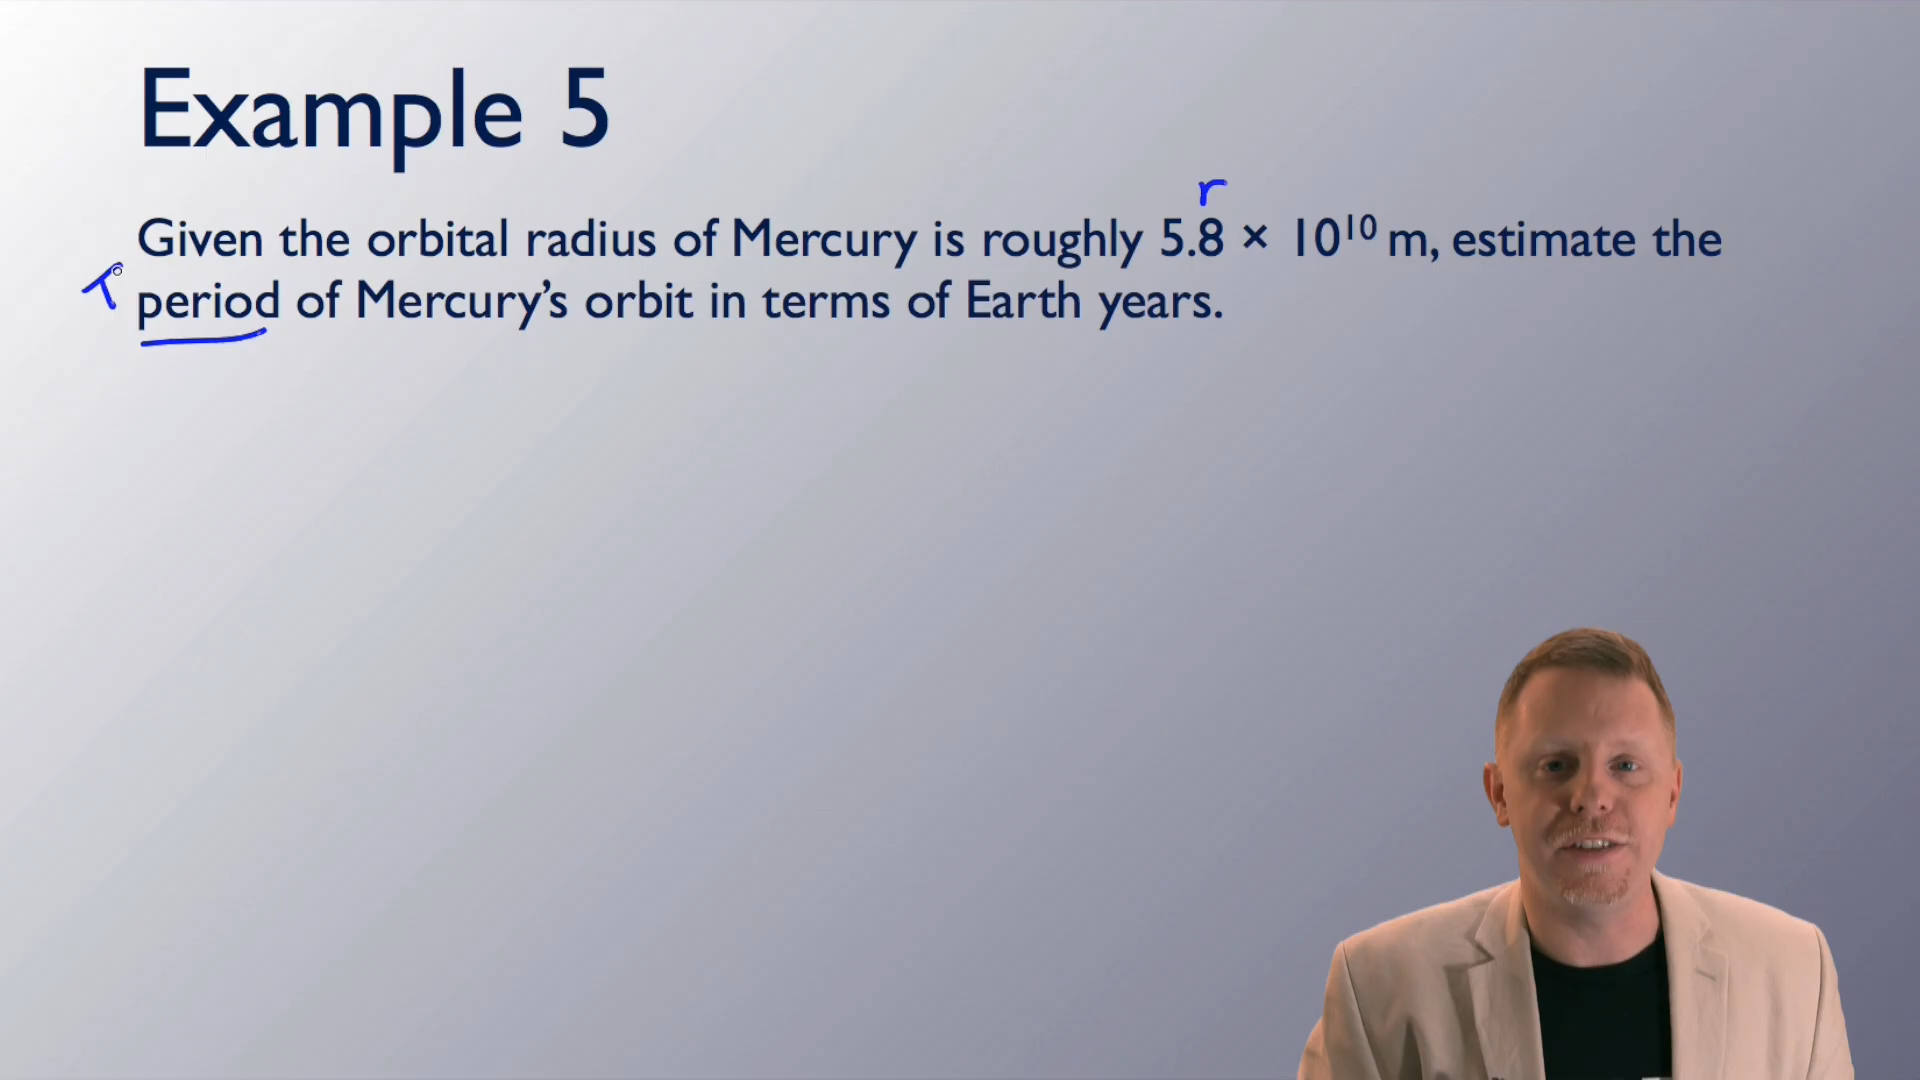 Example 5
r
Given the orbital radius of Mercury is roughly 5.8 × 10¹⁰ m, estimate the
T
period of Mercury’s orbit in terms of Earth years.